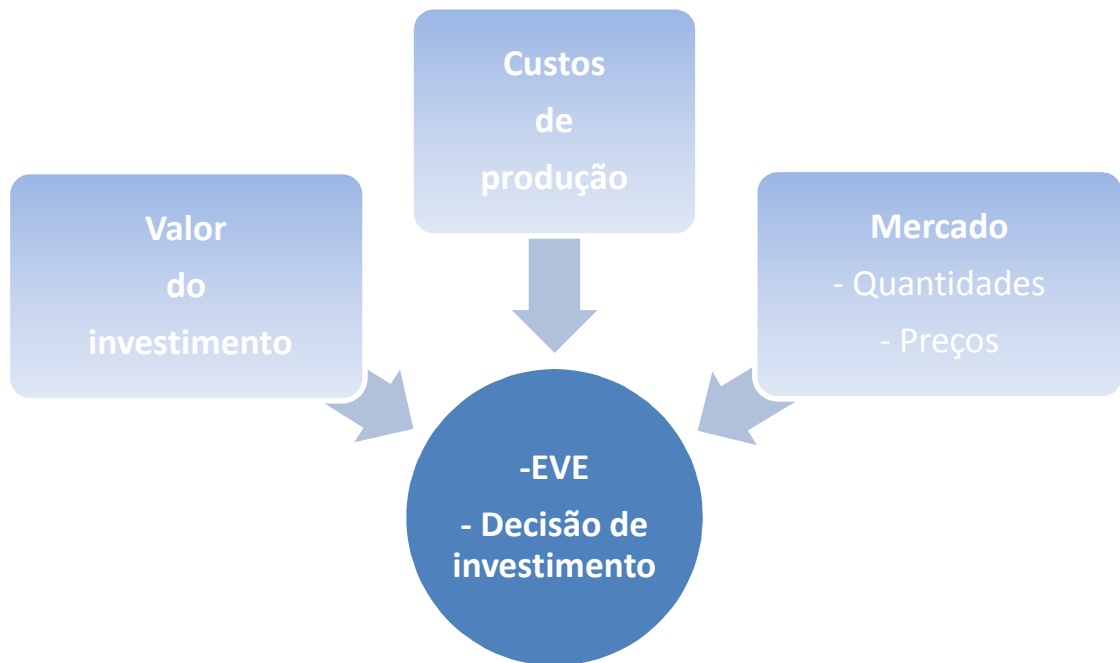 Custos
de
produção
Valor
do
investimento
Mercado
- Quantidades
- Preços
-EVE
- Decisão de
investimento